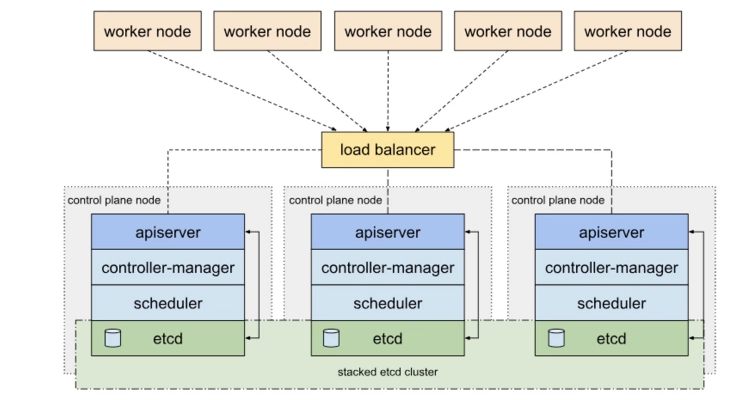 worker node
worker node
worker node
worker node
worker node
load balancer
control plane node
control plane node
control plane node
apiserver
apiserver
apiserver
controller-manager
controller-manager
controller-manager
scheduler
scheduler
scheduler
etcd
etcd
etcd
stacked etcd cluster